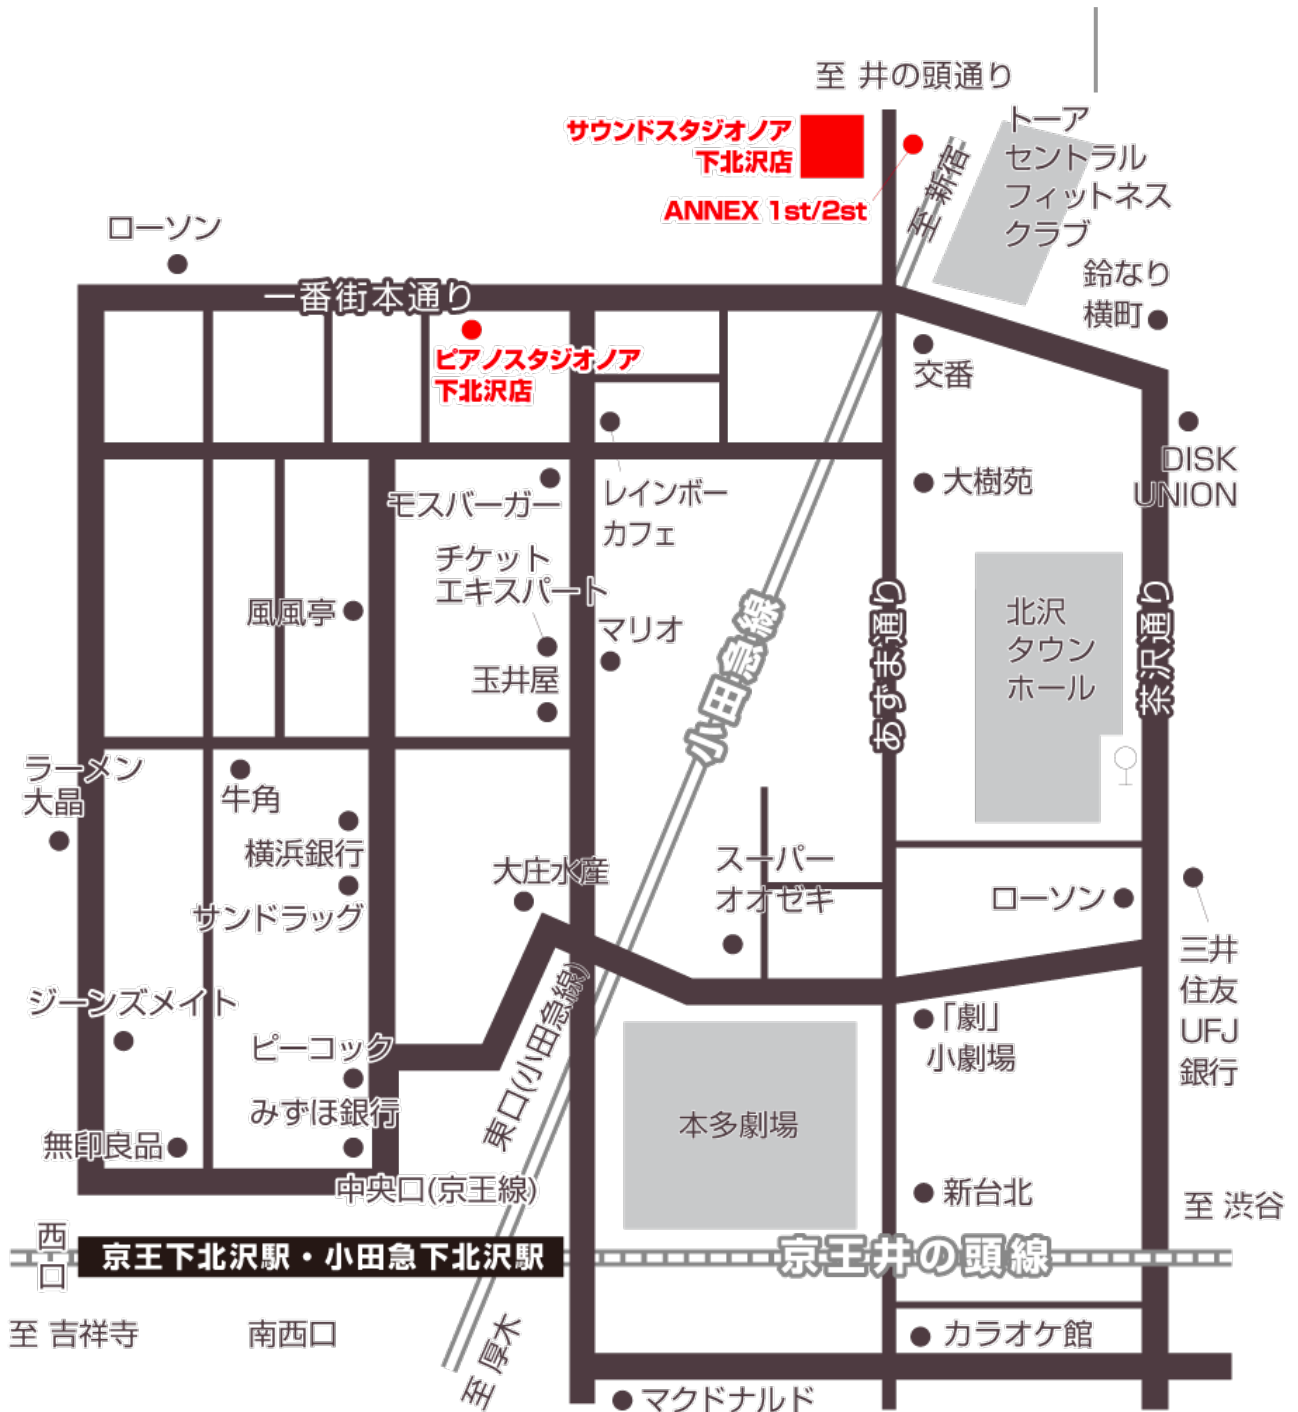 至 井の頭通り
サウンドスタジオノア
下北沢店
ANNEX 1st/2st
至 新宿
トーア
セントラル
フィットネス
クラブ
ローソン
一番街本通り
鈴なり
横町
ピアノスタジオノア
下北沢店
交番
DISK
UNION
大樹苑
モスバーガー
レインボー
カフェ
チケット
エキスパート
風風亭
マリオ
玉井屋
小田急線
あずま通り
北沢
タウン
ホール
茶沢通り
ラーメン
大晶
牛角
横浜銀行
サンドラッグ
大庄水産
スーパー
オオゼキ
ローソン
三井
住友
UFJ
銀行
ジーンズメイト
ピーコック
みずほ銀行
無印良品
東口(小田急線)
中央口(京王線)
「劇」
小劇場
本多劇場
新台北
至 渋谷
西
口
京王下北沢駅・小田急下北沢駅
京王井の頭線
至 吉祥寺
南西口
至 厚木
カラオケ館
マクドナルド